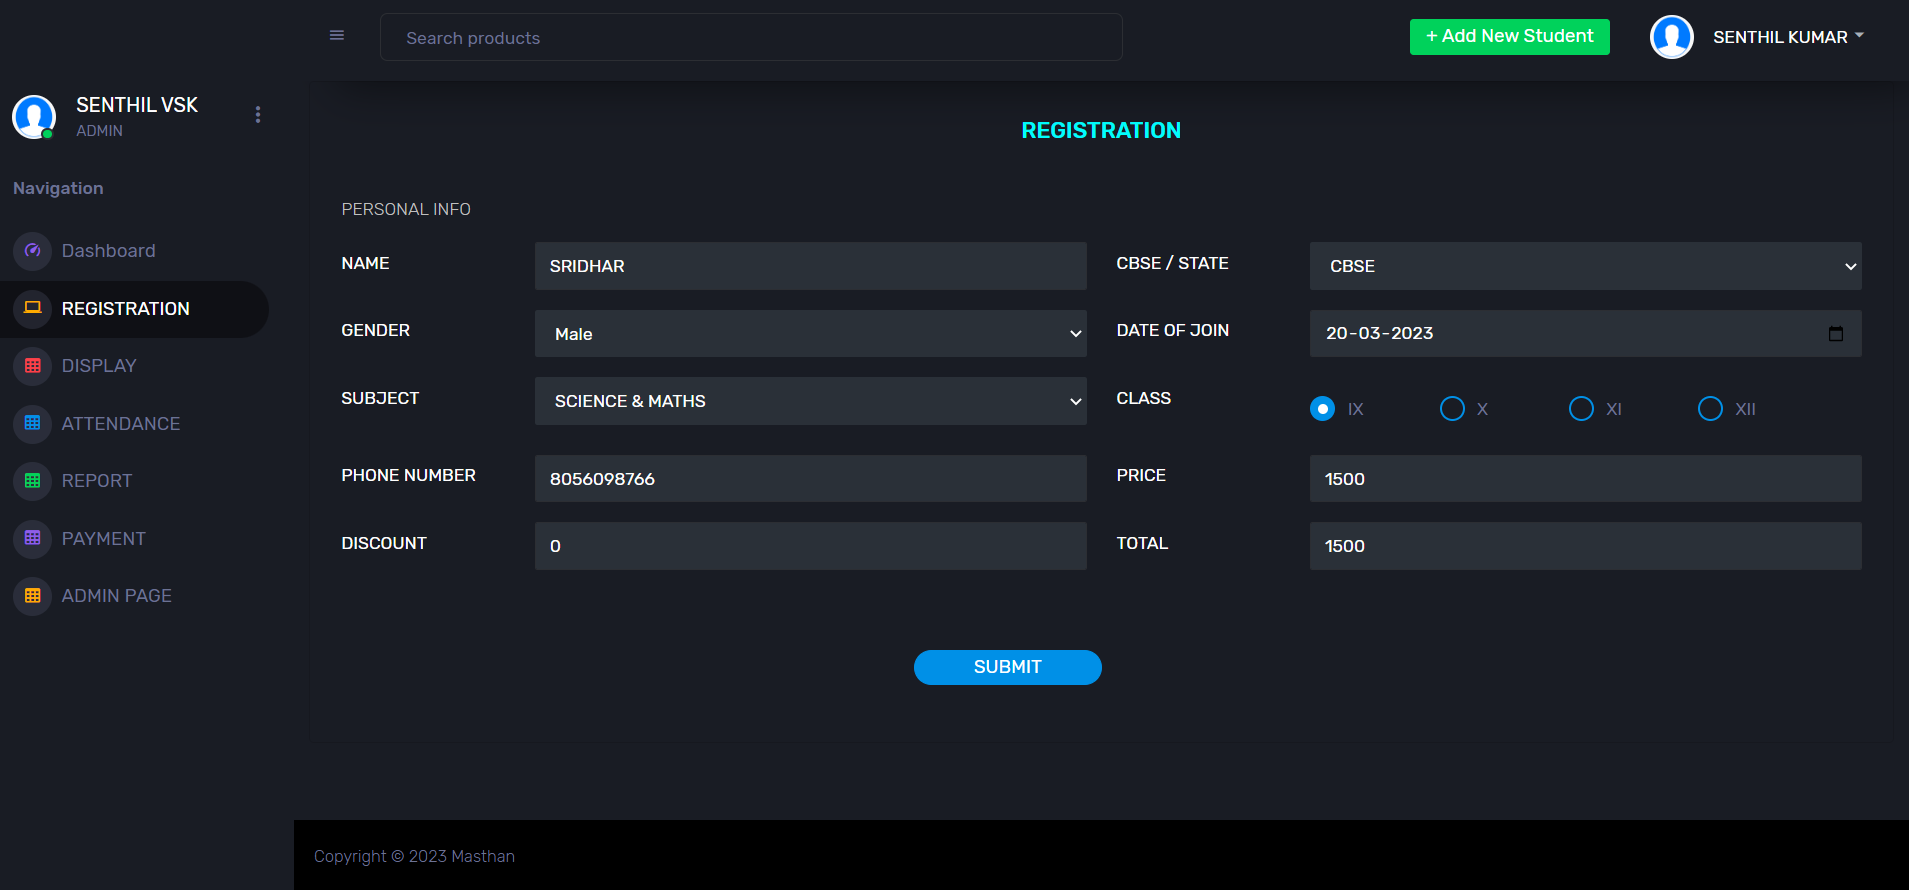 Search products
+ Add New Student
SENTHIL KUMAR
SENTHIL VSK
ADMIN
Navigation
Dashboard
REGISTRATION
DISPLAY
ATTENDANCE
REPORT
PAYMENT
ADMIN PAGE
REGISTRATION
PERSONAL INFO
NAME SRIDHAR CBSE / STATE CBSE
GENDER Male DATE OF JOIN 20-03-2023
SUBJECT SCIENCE & MATHS CLASS IX X XI XII
PHONE NUMBER 8056098766 PRICE 1500
DISCOUNT 0 TOTAL 1500
SUBMIT
Copyright © 2023 Masthan